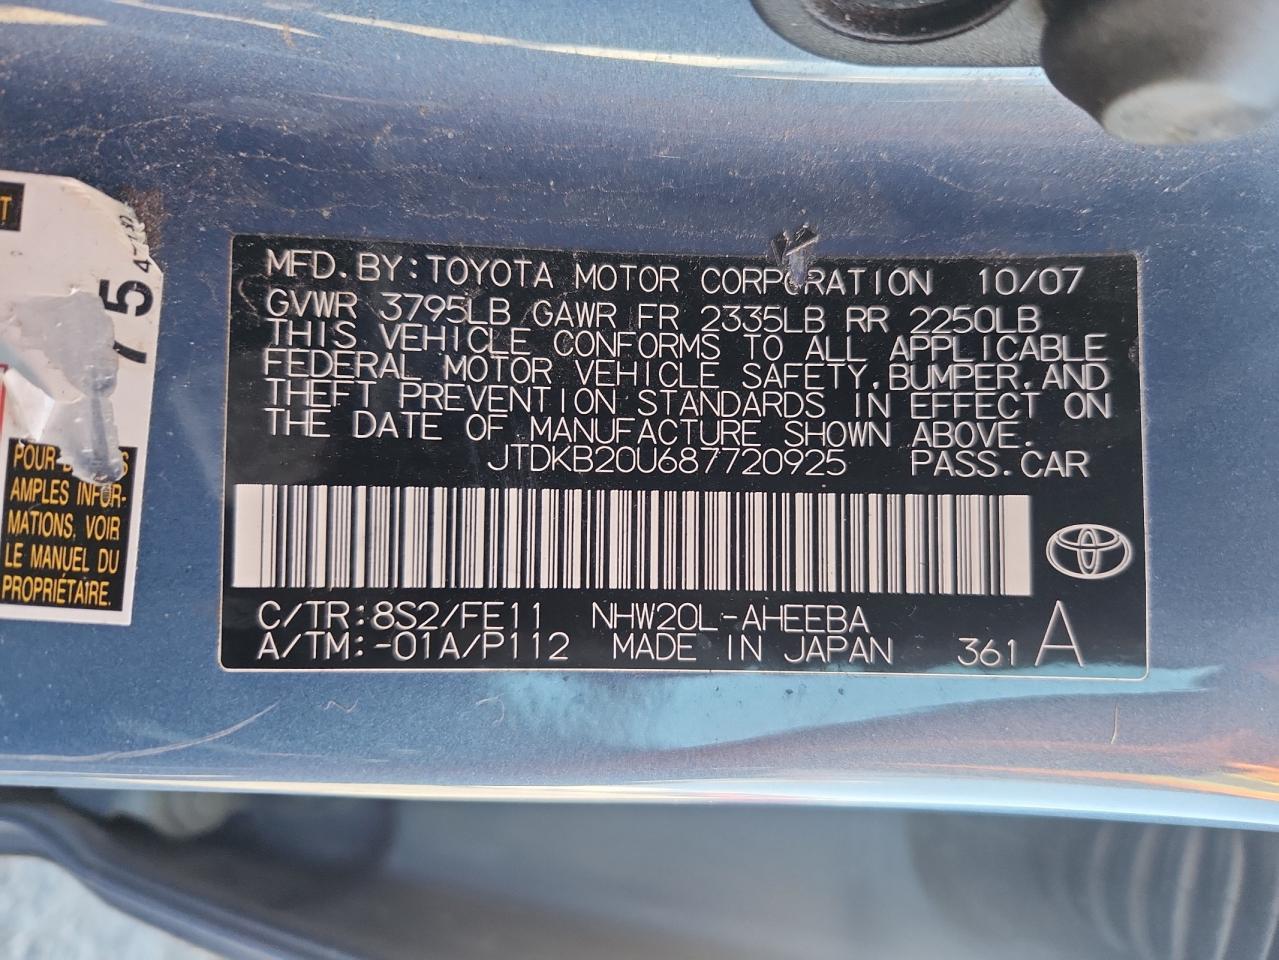 T
5
MFD. BY: TOYOTA MOTOR CORPORATION 10/07
GVWR 3795LB GAWR FR 2335LB RR 2250LB
THIS VEHICLE CONFORMS TO ALL APPLICABLE
FEDERAL MOTOR VEHICLE SAFETY, BUMPER, AND
THEFT PREVENTION STANDARDS IN EFFECT ON
THE DATE OF MANUFACTURE SHOWN ABOVE.
JTDKB20U687720925 PASS. CAR
C/TR: 8S2/FE11 NHW20L-AHEEBA
A/TM: -01A/P112 MADE IN JAPAN 361 A
AMPLES INFOR-
MATIONS, VOIR
LE MANUEL DU
PROPRIÉTAIRE.